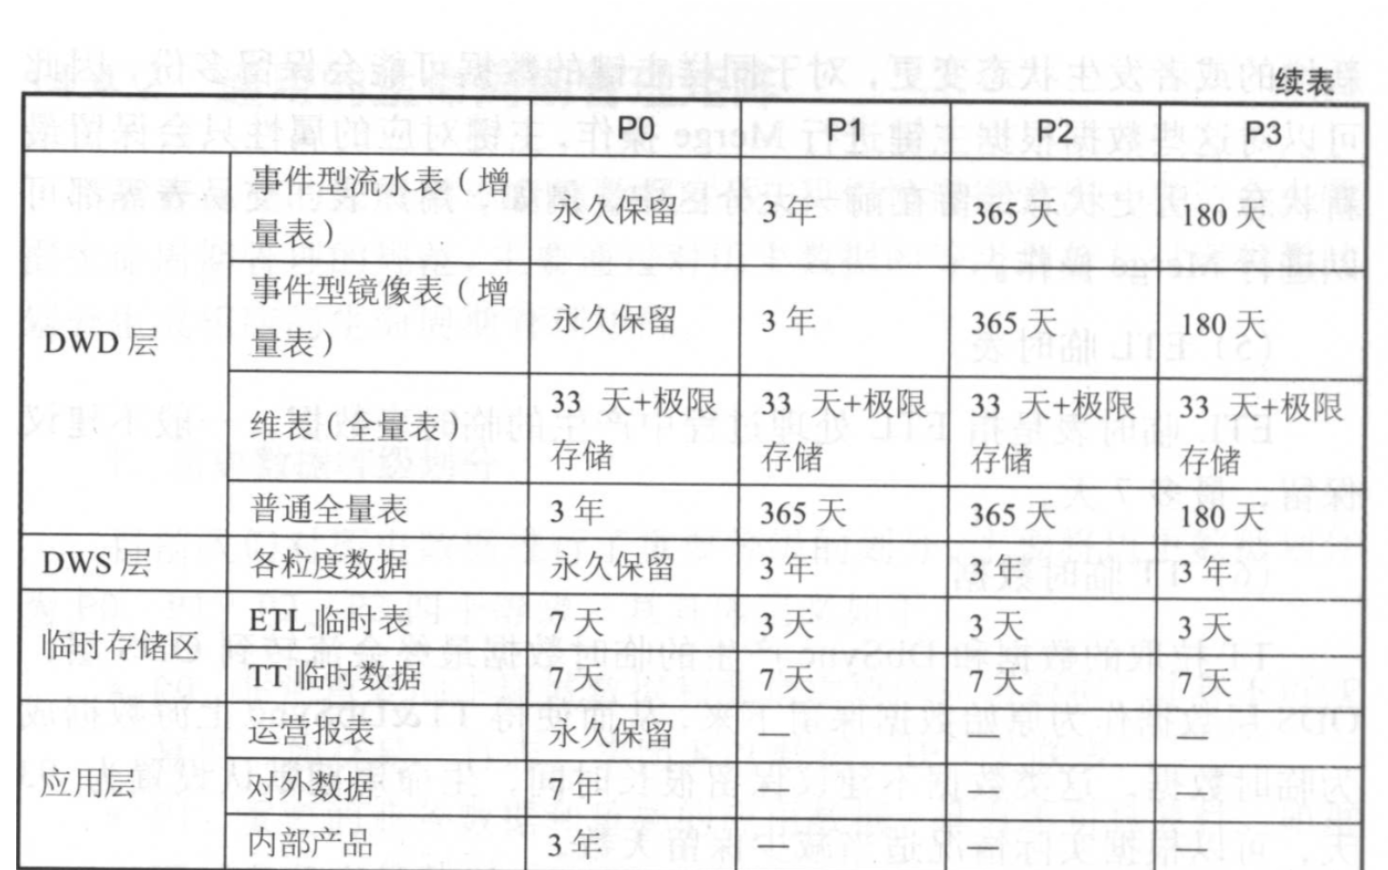 续表
P0 P1 P2 P3
DWD 层
事件型流水表（增
量表） 永久保留 3 年 365 天 180 天
事件型镜像表（增
量表） 永久保留 3 年 365 天 180 天
维表（全量表） 33 天+极限 33 天+极限 33 天+极限 33 天+极限
存储 存储 存储 存储
普通全量表 3 年 365 天 365 天 180 天
DWS 层 各粒度数据 永久保留 3 年 3 年 3 年
临时存储区
ETL 临时表 7 天 3 天 3 天 3 天
TT 临时数据 7 天 7 天 7 天 7 天
应用层
运营报表 永久保留 — — —
对外数据 7 年 — — —
内部产品 3 年 — — —